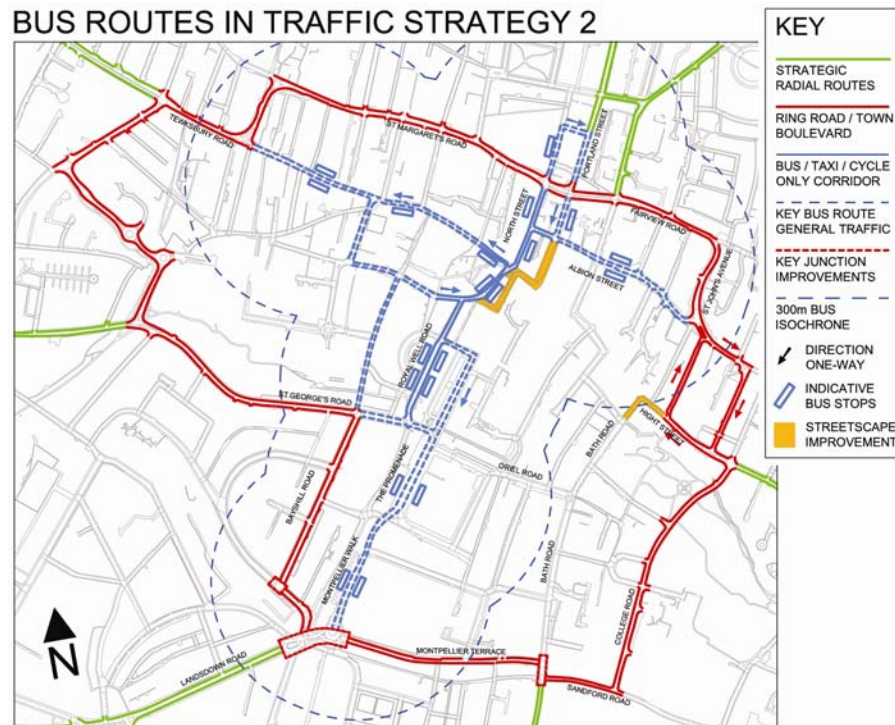 BUS ROUTES IN TRAFFIC STRATEGY 2
KEY
STRATEGIC
RADIAL ROUTES
RING ROAD / TOWN
BOULEVARD
BUS / TAXI / CYCLE
ONLY CORRIDOR
KEY BUS ROUTE
GENERAL TRAFFIC
KEY JUNCTION
IMPROVEMENTS
300m BUS
ISOCHRONE
DIRECTION
ONE-WAY
INDICATIVE
BUS STOPS
STREETSCAPE
IMPROVEMENT
TEWKSBURY ROAD
ST MARGARET'S ROAD
PORTLAND STREET
NORTH STREET
FAIRVIEW ROAD
ALBION STREET
ST JOHN'S AVENUE
ROYAL WELL ROAD
ST.GEORGE'S ROAD
HIGHT STREET
BATH ROAD
ORIEL ROAD
THE PROMENADE
BAYSHILL ROAD
MONTPELLIER WALK
BATH ROAD
COLLEGE ROAD
MONTPELLIER TERRACE
LANDSDOWN ROAD
SANDFORD ROAD
N